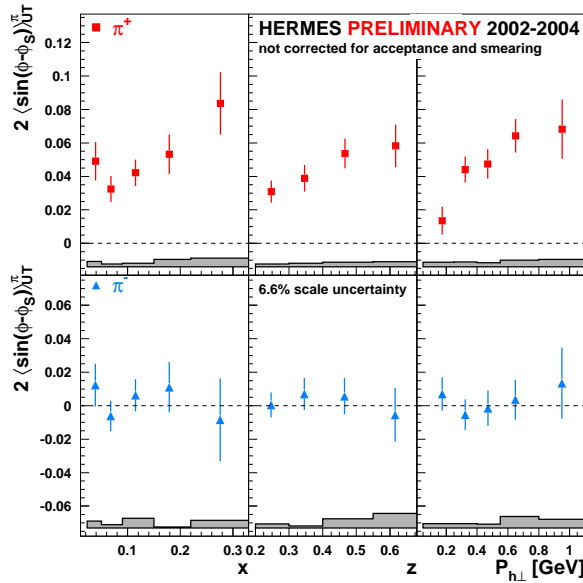 π+
HERMES PRELIMINARY 2002-2004
not corrected for acceptance and smearing
2 ⟨sin(ϕ-ϕS)⟩πUT
0.12
0.1
0.08
0.06
0.04
0.02
0
π-
6.6% scale uncertainty
2 ⟨sin(ϕ-ϕS)⟩πUT
0.06
0.04
0.02
0
-0.02
-0.04
-0.06
0.1 0.2 0.3 0.2 0.3 0.4 0.5 0.6 0.2 0.4 0.6 0.8 1
x z Ph⊥ [GeV]